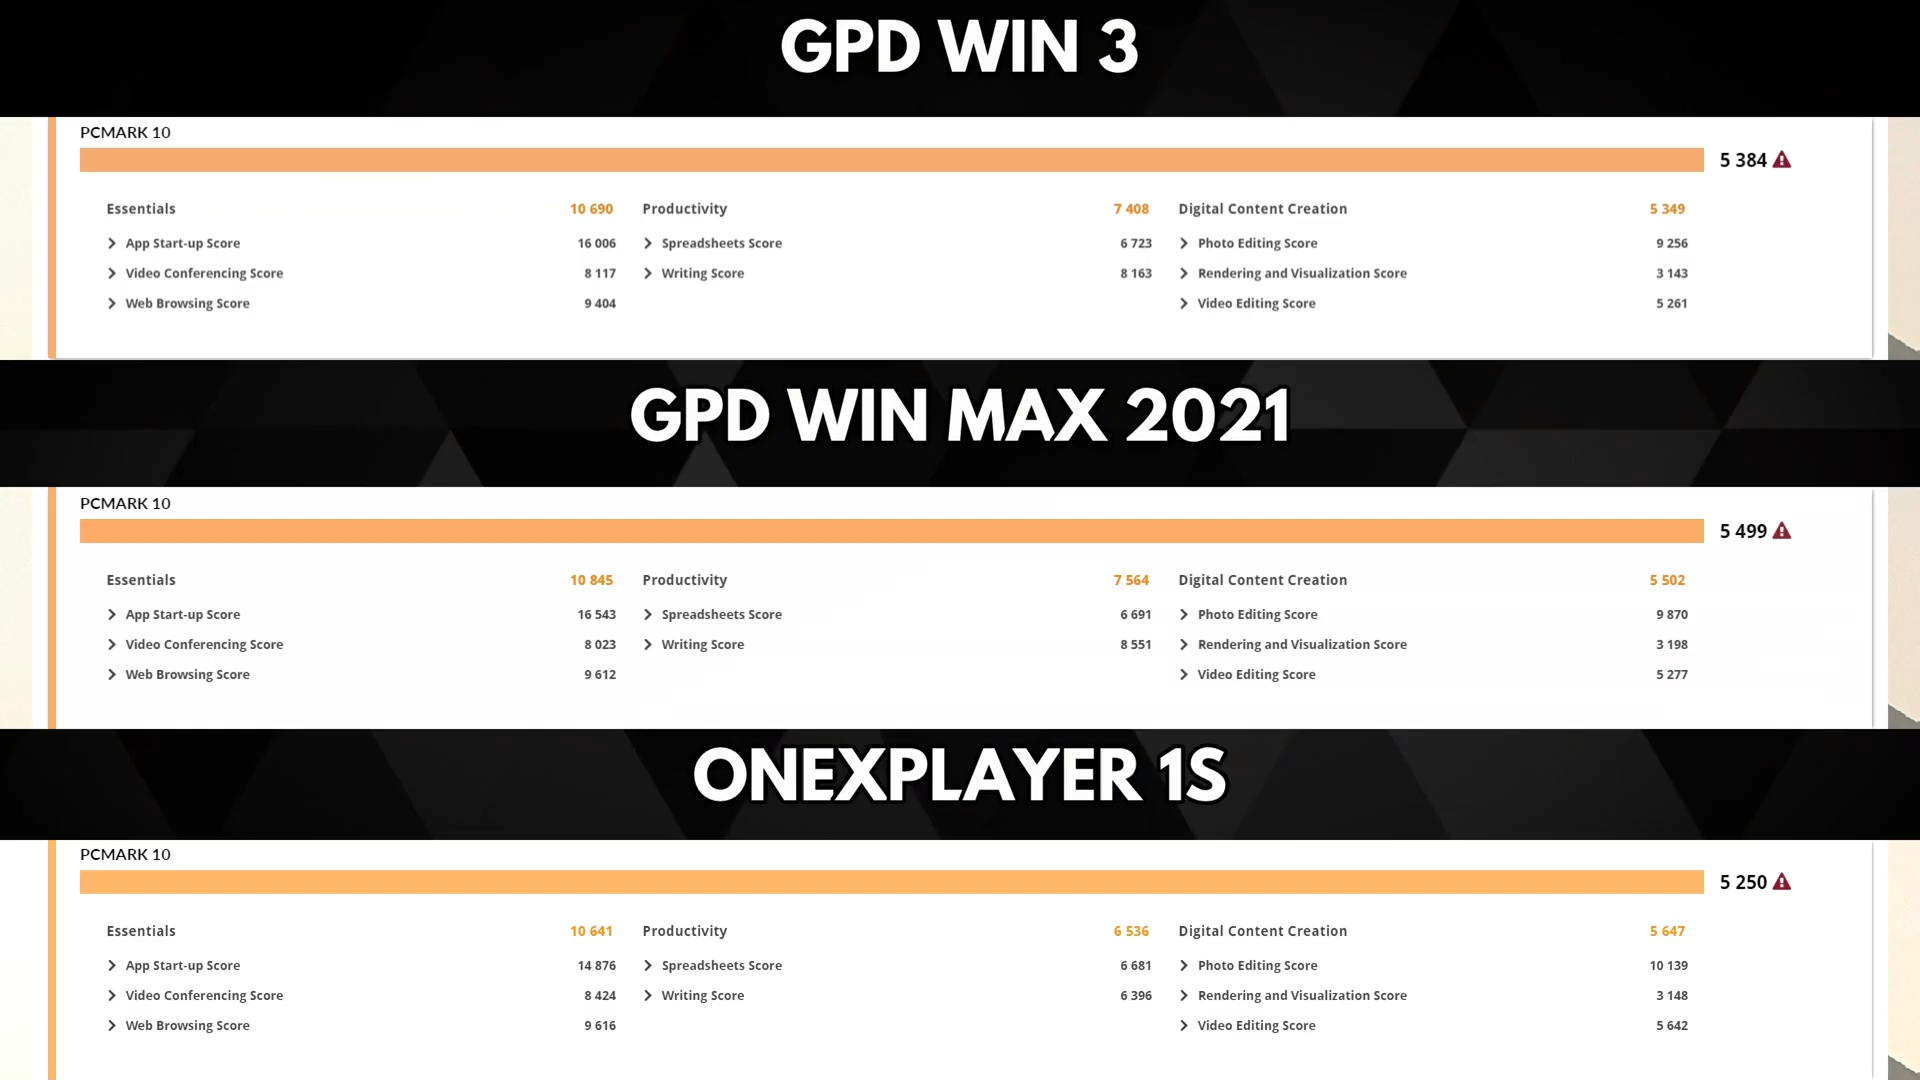 GPD WIN 3
PCMARK 10
5 384
Essentials 10 690 Productivity 7 408 Digital Content Creation 5 349
App Start-up Score 16 006 Spreadsheets Score 6 723 Photo Editing Score 9 256
Video Conferencing Score 8 117 Writing Score 8 163 Rendering and Visualization Score 3 143
Web Browsing Score 9 404 Video Editing Score 5 261
GPD WIN MAX 2021
PCMARK 10
5 499
Essentials 10 845 Productivity 7 564 Digital Content Creation 5 502
App Start-up Score 16 543 Spreadsheets Score 6 691 Photo Editing Score 9 870
Video Conferencing Score 8 023 Writing Score 8 551 Rendering and Visualization Score 3 198
Web Browsing Score 9 612 Video Editing Score 5 277
ONEXPLAYER 1S
PCMARK 10
5 250
Essentials 10 641 Productivity 6 536 Digital Content Creation 5 647
App Start-up Score 14 876 Spreadsheets Score 6 681 Photo Editing Score 10 139
Video Conferencing Score 8 424 Writing Score 6 396 Rendering and Visualization Score 3 148
Web Browsing Score 9 616 Video Editing Score 5 642